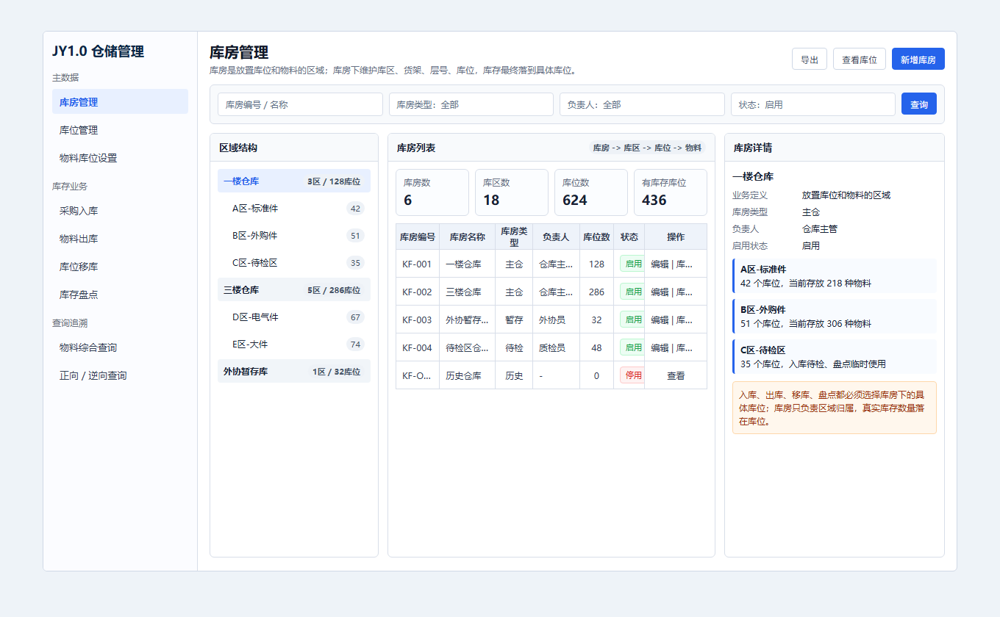 JY1.0 仓储管理
主数据
库房管理
库位管理
物料库位设置
库存业务
采购入库
物料出库
库位移库
库存盘点
查询追溯
物料综合查询
正向 / 逆向查询
库房管理
库房是放置库位和物料的区域；库房下维护库区、货架、层号、库位，库存最终落到具体库位。
导出
查看库位
新增库房
库房编号 / 名称
库房类型：全部
负责人：全部
状态：启用
查询
区域结构
一楼仓库 3区 / 128库位
A区-标准件 42
B区-外购件 51
C区-待检区 35
三楼仓库 5区 / 286库位
D区-电气件 67
E区-大件 74
外协暂存库 1区 / 32库位
库房列表 库房 -> 库区 -> 库位 -> 物料
库房数 库区数 库位数 有库存库位
6 18 624 436
库房编号 库房名称 库房类型 负责人 库位数 状态 操作
KF-001 一楼仓库 主仓 仓库主... 128 启用 编辑 | 库...
KF-002 三楼仓库 主仓 仓库主... 286 启用 编辑 | 库...
KF-003 外协暂存... 暂存 外协员 32 启用 编辑 | 库...
KF-004 待检区仓... 待检 质检员 48 启用 编辑 | 库...
KF-O... 历史仓库 历史 - 0 停用 查看
库房详情
一楼仓库
业务定义 放置库位和物料的区域
库房类型 主仓
负责人 仓库主管
启用状态 启用
A区-标准件
42 个库位，当前存放 218 种物料
B区-外购件
51 个库位，当前存放 306 种物料
C区-待检区
35 个库位，入库待检、盘点临时使用
入库、出库、移库、盘点都必须选择库房下的具
体库位；库房只负责区域归属，真实库存数量落
在库位。